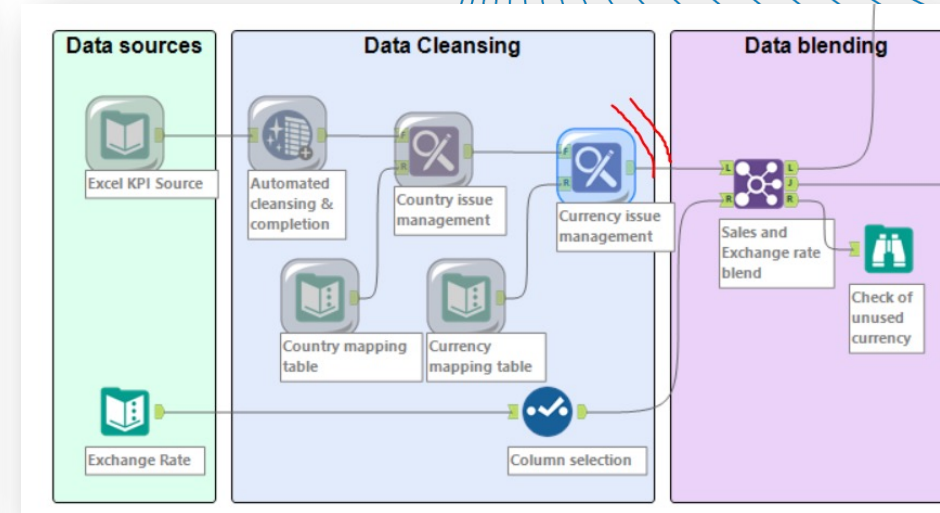 Data sources
Data Cleansing
Data blending
Excel KPI Source
Automated
cleansing &
completion
F
R
Country issue
management
F
R
Currency issue
management
L
R
L
J
R
Sales and
Exchange rate
blend
Check of
unused
currency
Country mapping
table
Currency
mapping table
Exchange Rate
Column selection